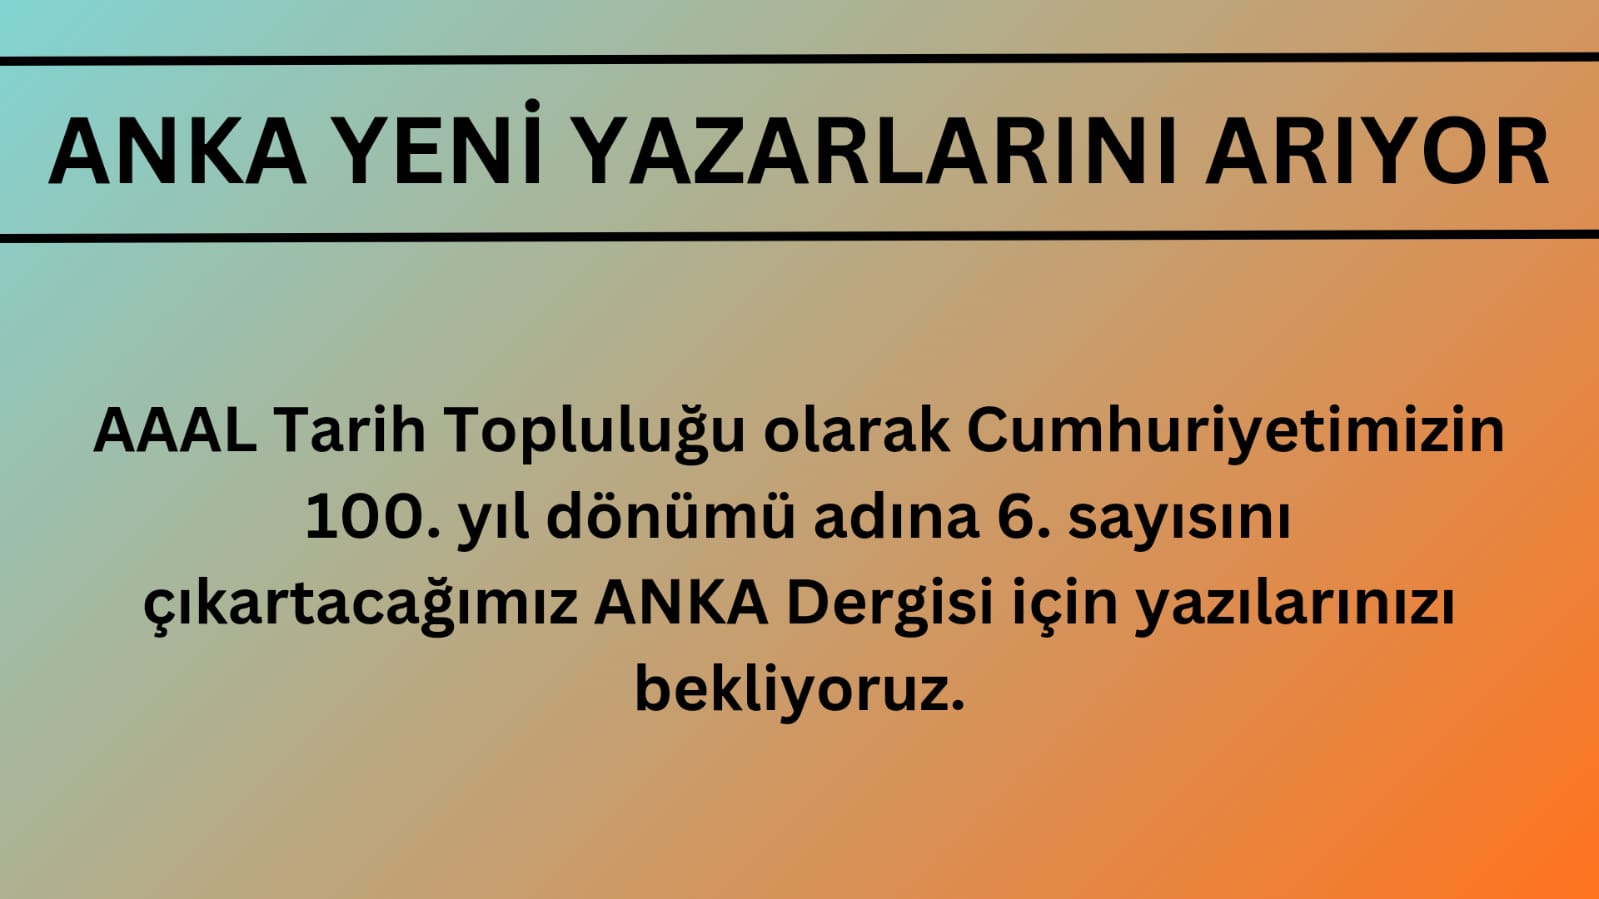 ANKA YENİ YAZARLARINI ARIYOR
AAAL Tarih Topluluğu olarak Cumhuriyetimizin
100. yıl dönümü adına 6. sayısını
çıkartacağımız ANKA Dergisi için yazılarınızı
bekliyoruz.